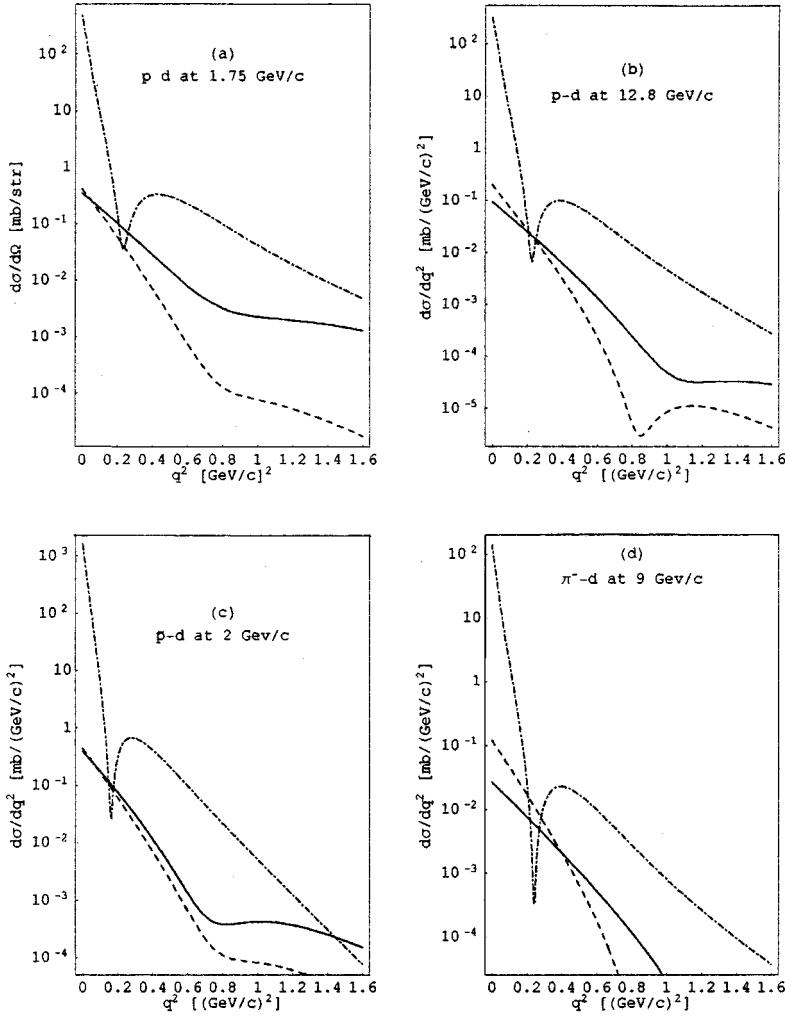 (a)
p d at 1.75 GeV/c
dσ/dΩ [mb/str]
10²
10
1
10⁻¹
10⁻²
10⁻³
10⁻⁴
0 0.2 0.4 0.6 0.8 1 1.2 1.4 1.6
q² [GeV/c]²
(b)
p-d at 12.8 GeV/c
dσ/dq² [mb/(GeV/c)²]
10²
10
1
10⁻¹
10⁻²
10⁻³
10⁻⁴
10⁻⁵
0 0.2 0.4 0.6 0.8 1 1.2 1.4 1.6
q² [(GeV/c)²]
(c)
p̄-d at 2 Gev/c
dσ/dq² [mb/(GeV/c)²]
10³
10²
10
1
10⁻¹
10⁻²
10⁻³
10⁻⁴
0 0.2 0.4 0.6 0.8 1 1.2 1.4 1.6
q² [(GeV/c)²]
(d)
π⁻-d at 9 Gev/c
dσ/dq² [mb/(GeV/c)²]
10²
10
1
10⁻¹
10⁻²
10⁻³
10⁻⁴
0 0.2 0.4 0.6 0.8 1 1.2 1.4 1.6
q² [(GeV/c)²]